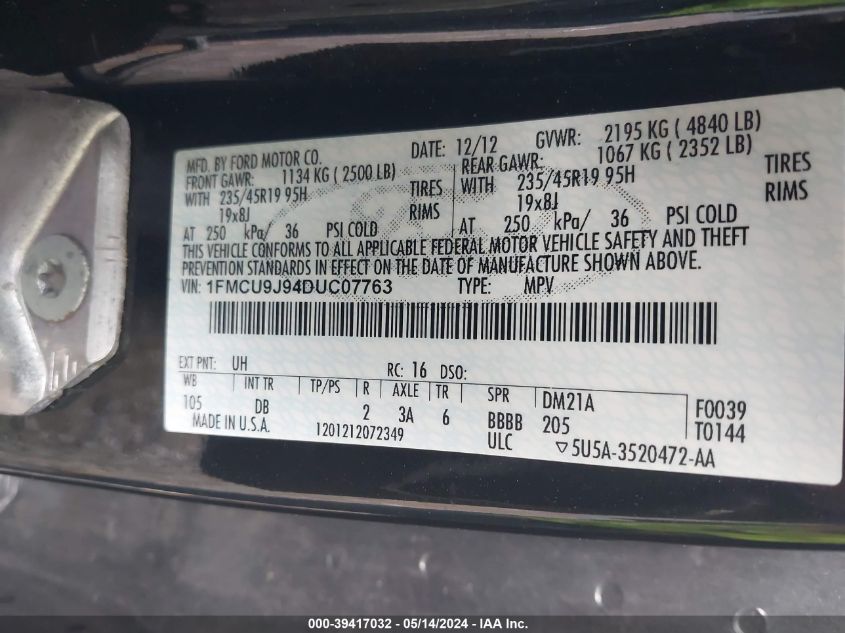 MFD. BY FORD MOTOR CO. DATE: 12/12 GVWR: 2195 KG ( 4840 LB)
FRONT GAWR: 1134 KG ( 2500 LB) REAR GAWR: 1067 KG ( 2352 LB)
WITH 235/45R19 95H TIRES WITH 235/45R19 95H TIRES
19x8J RIMS 19x8J RIMS
AT 250 kPa/ 36 PSI COLD AT 250 kPa/ 36 PSI COLD
THIS VEHICLE CONFORMS TO ALL APPLICABLE FEDERAL MOTOR VEHICLE SAFETY AND THEFT
PREVENTION STANDARDS IN EFFECT ON THE DATE OF MANUFACTURE SHOWN ABOVE.
VIN: 1FMCU9J94DUC07763 TYPE: MPV
EXT PNT: UH RC: 16 DSO:
WB INT TR TP/PS R AXLE TR SPR DM21A F0039
105 DB 2 3A 6 BBBB 205 T0144
MADE IN U.S.A. 1201212072349 ULC ▽5U5A-3520472-AA
000-39417032 / 05/14/2024 - IAA Inc.